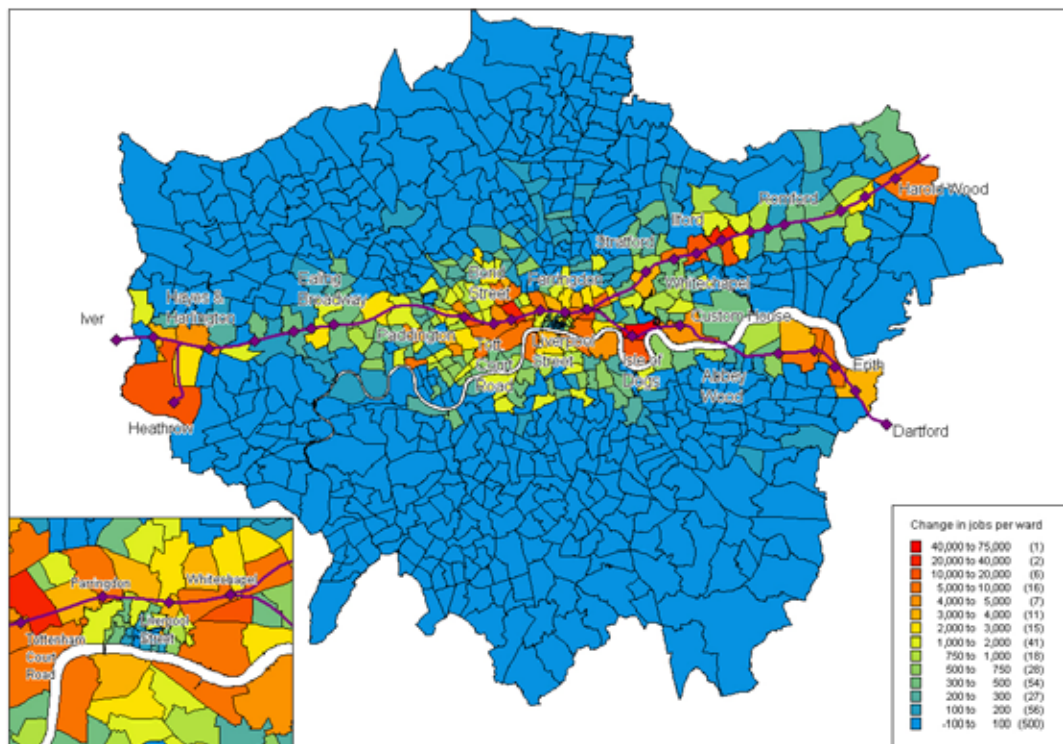 Harold Wood
Romford
Ilford
Stratford
Bond
Street
Farringdon
Whitechapel
Ealing
Broadway
Hayes &
Harlington
Iver
Paddington
Custom House
Tott
Court
Road
Liverpool
Street
Isle of
Dogs
Abbey
Wood
Erith
Heathrow
Dartford
Farringdon
Whitechapel
Liverpool
Street
Tottenham
Court
Road
Change in jobs per ward
40,000 to 75,000 (1)
20,000 to 40,000 (2)
10,000 to 20,000 (6)
5,000 to 10,000 (16)
4,000 to 5,000 (7)
3,000 to 4,000 (11)
2,000 to 3,000 (15)
1,000 to 2,000 (41)
750 to 1,000 (18)
500 to 750 (28)
300 to 500 (54)
200 to 300 (27)
100 to 200 (56)
-100 to 100 (500)